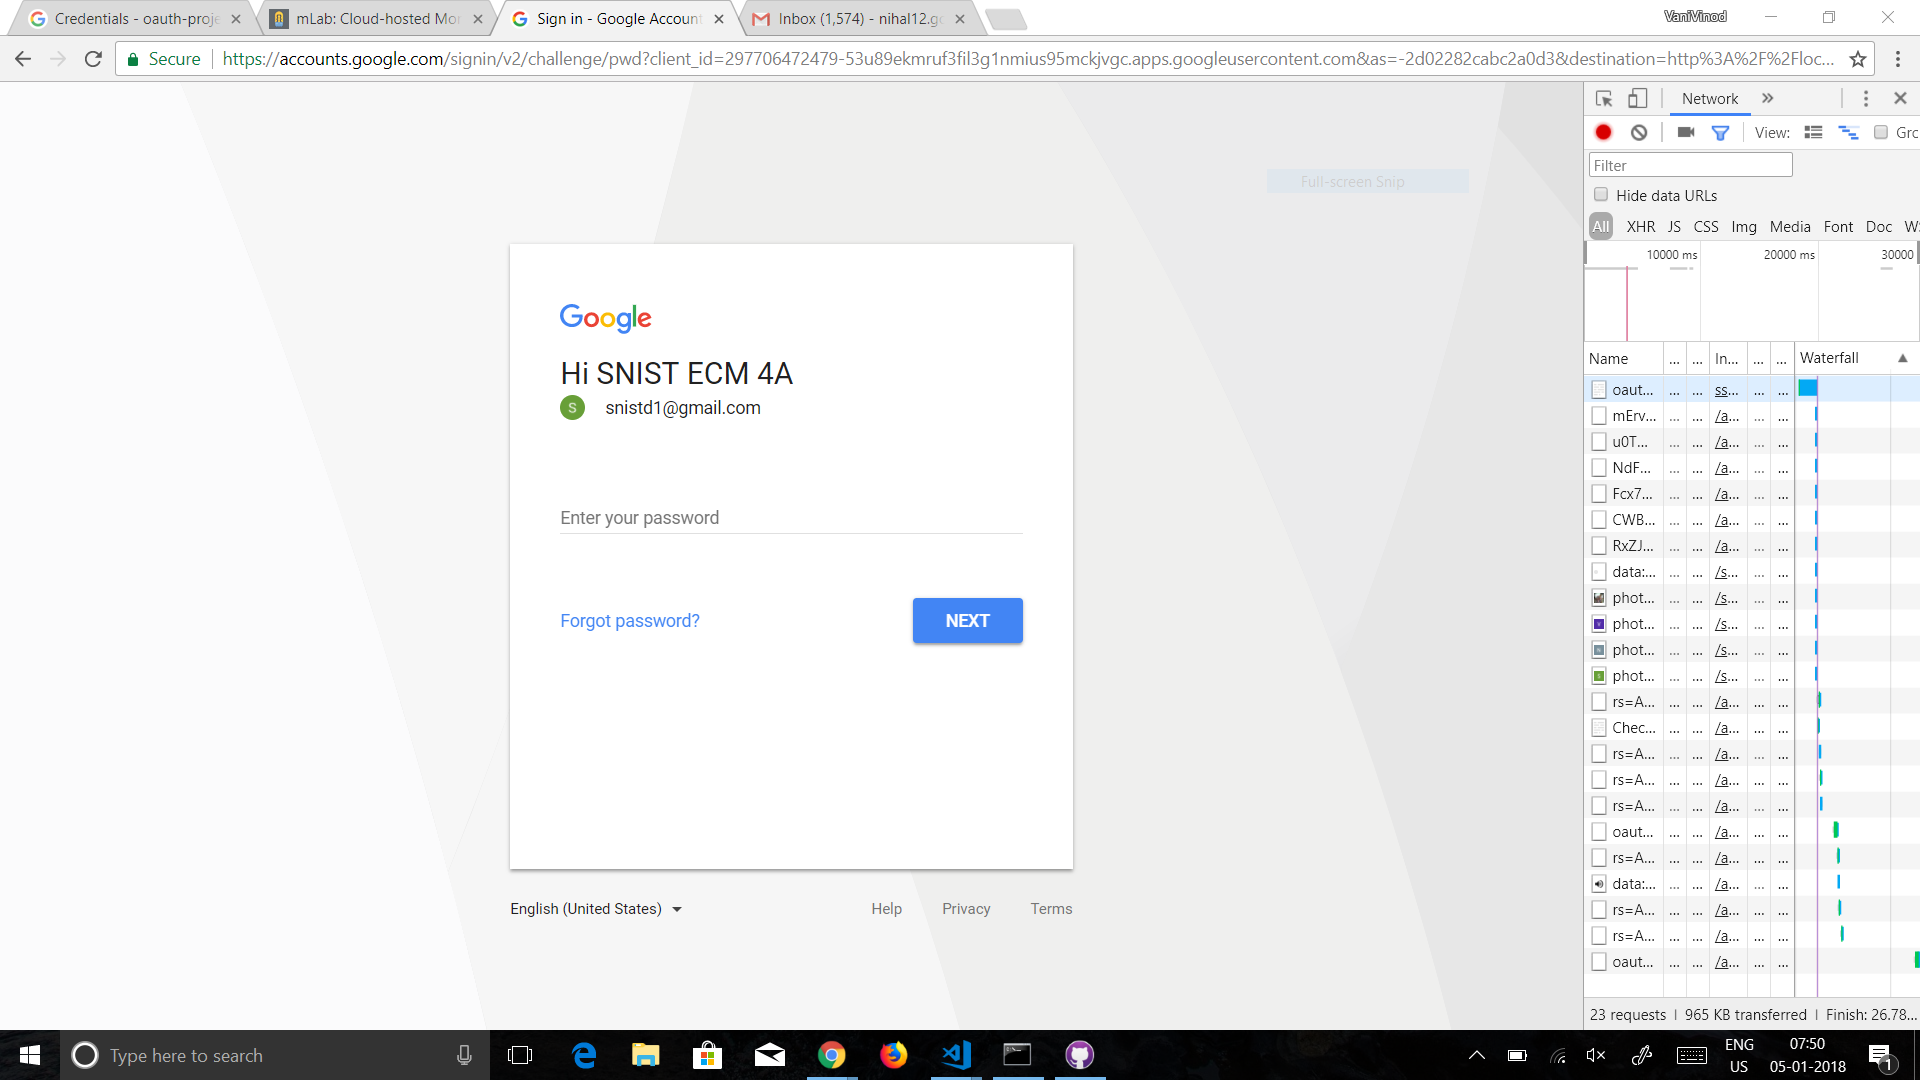 Credentials - oauth-proje
mLab: Cloud-hosted Mon
Sign in - Google Account
Inbox (1,574) - nihal12.go
VaniVinod
Secure
https://accounts.google.com/signin/v2/challenge/pwd?client_id=297706472479-53u89ekmruf3fil3g1nmius95mckjvgc.apps.googleusercontent.com&as=-2d02282cabc2a0d3&destination=http%3A%2F%2Floc...
Network
View:
Grc
Filter
Full-screen Snip
Hide data URLs
All XHR JS CSS Img Media Font Doc WS
10000 ms 20000 ms 30000
Name ... ... In... ... ... Waterfall
oaut... ... ... ss... ... ...
mErv... ... ... /a... ... ...
u0T... ... ... /a... ... ...
NdF... ... ... /a... ... ...
Fcx7... ... ... /a... ... ...
CWB... ... ... /a... ... ...
RxZJ... ... ... /a... ... ...
data:... ... ... /s... ... ...
phot... ... ... /s... ... ...
phot... ... ... /s... ... ...
phot... ... ... /s... ... ...
phot... ... ... /s... ... ...
rs=A... ... ... /a... ... ...
Chec... ... ... /a... ... ...
rs=A... ... ... /a... ... ...
rs=A... ... ... /a... ... ...
rs=A... ... ... /a... ... ...
oaut... ... ... /a... ... ...
rs=A... ... ... /a... ... ...
data:... ... ... /a... ... ...
rs=A... ... ... /a... ... ...
rs=A... ... ... /a... ... ...
oaut... ... ... /a... ... ...
23 requests | 965 KB transferred | Finish: 26.78...
Google
Hi SNIST ECM 4A
S snistd1@gmail.com
Enter your password
Forgot password?
NEXT
English (United States)
Help Privacy Terms
Type here to search
ENG
US
07:50
05-01-2018
1